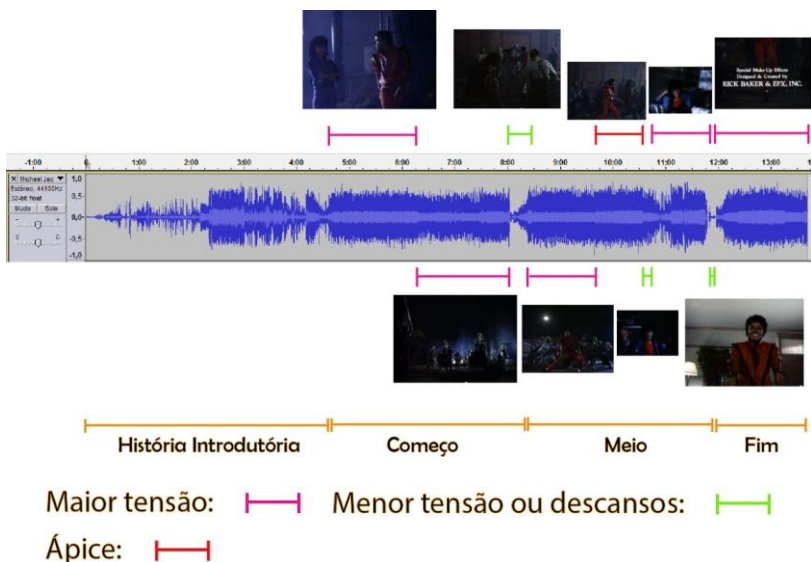 Special Make-Up Effects
Designed & Created by
RICK BAKER & EFX, INC.
-1:00 0 1:00 2:00 3:00 4:00 5:00 6:00 7:00 8:00 9:00 10:00 11:00 12:00 13:00
Michael Jac
Estéreo, 44100Hz
32-bit float
Mudo Solo
- +
E D
1,0
0,5
0,0
-0,5
-1,0
História Introdutória Começo Meio Fim
Maior tensão: Menor tensão ou descansos:
Ápice: